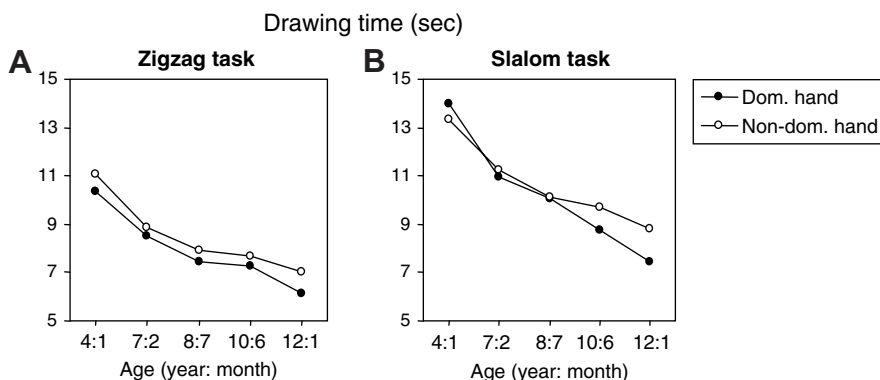 Drawing time (sec)
A Zigzag task
15
13
11
9
7
5
4:1 7:2 8:7 10:6 12:1
Age (year: month)
B Slalom task
15
13
11
9
7
5
4:1 7:2 8:7 10:6 12:1
Age (year: month)
Dom. hand
Non-dom. hand